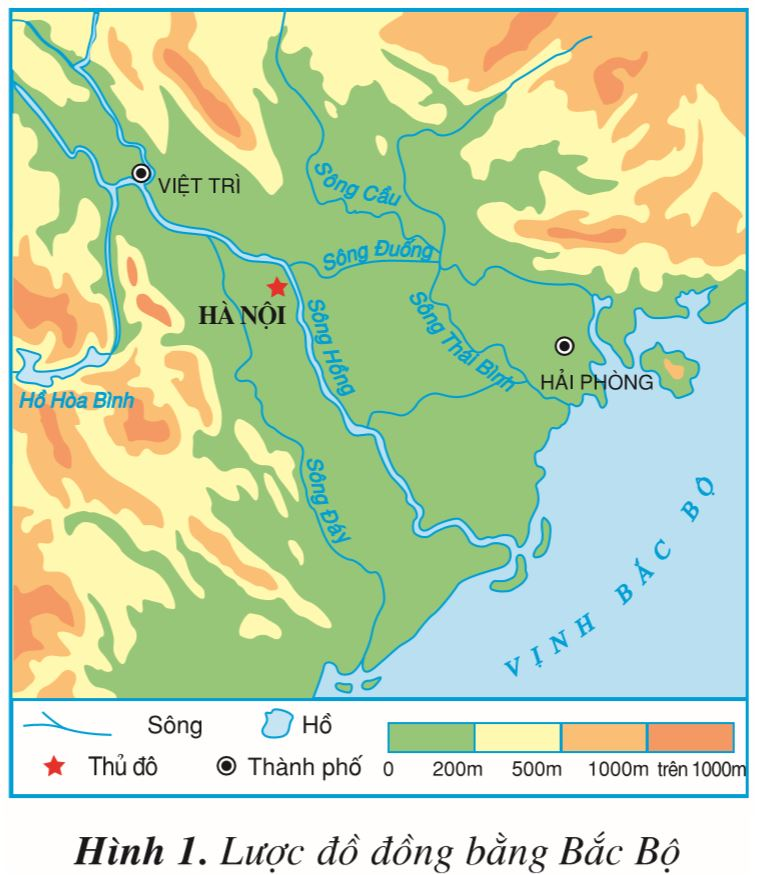 VIỆT TRÌ
Sông Cầu
Sông Đuống
HÀ NỘI
Sông Hồng
Sông Thái Bình
HẢI PHÒNG
Hồ Hòa Bình
Sông Đáy
VỊNH BẮC BỘ
Sông
Hồ
Thủ đô
Thành phố
0 200m 500m 1000m trên 1000m
Hình 1. Lược đồ đồng bằng Bắc Bộ